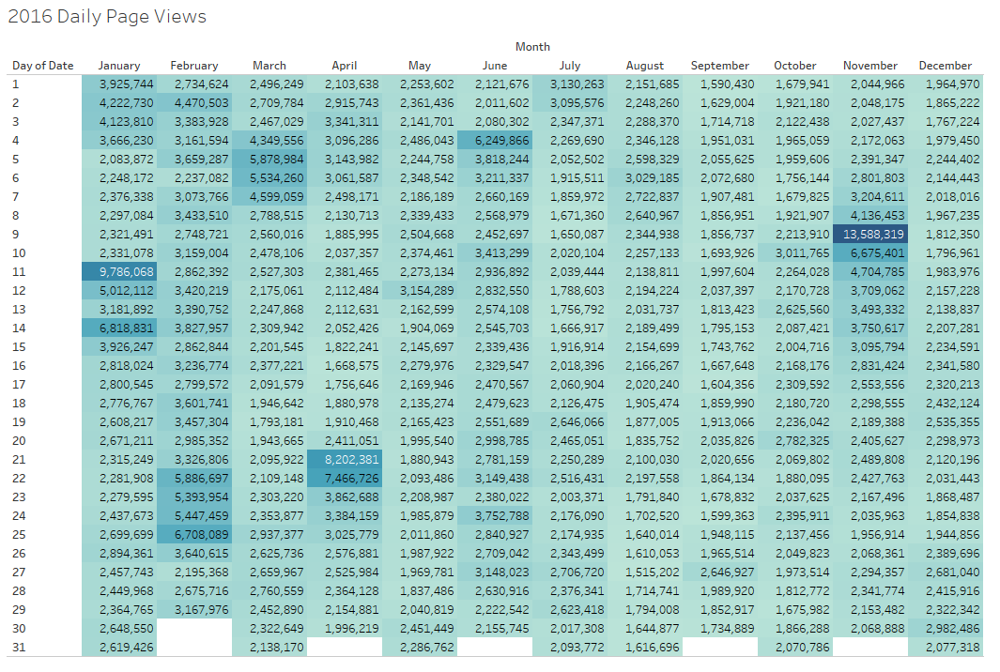 2016 Daily Page Views
Month
Day of Date January February March April May June July August September October November December
1 3,925,744 2,734,624 2,496,249 2,103,638 2,253,602 2,121,676 3,130,263 2,151,685 1,590,430 1,679,941 2,044,966 1,964,970
2 4,222,730 4,470,503 2,709,784 2,915,743 2,361,436 2,011,602 3,095,576 2,248,260 1,629,004 1,921,180 2,048,175 1,865,222
3 4,123,810 3,383,928 2,467,029 3,341,311 2,141,701 2,080,302 2,347,371 2,288,370 1,714,718 2,122,438 2,027,437 1,767,224
4 3,666,230 3,161,594 4,349,556 3,096,286 2,486,043 6,249,866 2,269,690 2,346,128 1,951,031 1,965,059 2,172,063 1,979,450
5 2,083,872 3,659,287 5,878,984 3,143,982 2,244,758 3,818,244 2,052,502 2,598,329 2,055,625 1,959,606 2,391,347 2,244,402
6 2,248,172 2,237,082 5,534,260 3,061,587 2,348,542 3,211,337 1,915,511 3,029,185 2,072,680 1,756,144 2,801,803 2,144,443
7 2,376,338 3,073,766 4,599,059 2,498,171 2,186,189 2,660,169 1,859,972 2,722,837 1,907,481 1,679,825 3,204,611 2,018,016
8 2,297,084 3,433,510 2,788,515 2,130,713 2,339,433 2,568,979 1,671,360 2,640,967 1,856,951 1,921,907 4,136,453 1,967,235
9 2,321,491 2,748,721 2,560,016 1,885,995 2,504,668 2,452,697 1,650,087 2,344,938 1,856,737 2,213,910 13,588,319 1,812,350
10 2,331,078 3,159,004 2,478,106 2,037,357 2,374,461 3,413,299 2,020,104 2,257,133 1,693,926 3,011,765 6,675,401 1,796,961
11 9,786,068 2,862,392 2,527,303 2,381,465 2,273,134 2,936,892 2,039,444 2,138,811 1,997,604 2,264,028 4,704,785 1,983,976
12 5,012,112 3,420,219 2,175,061 2,112,484 3,154,289 2,832,550 1,788,603 2,194,224 2,037,397 2,170,728 3,709,062 2,157,228
13 3,181,892 3,390,752 2,247,868 2,112,631 2,162,599 2,574,108 1,756,792 2,031,737 1,813,423 2,625,560 3,493,332 2,138,837
14 6,818,831 3,827,957 2,309,942 2,052,426 1,904,069 2,545,703 1,666,917 2,189,499 1,795,153 2,087,421 3,750,617 2,207,281
15 3,926,247 2,862,844 2,201,545 1,822,241 2,145,697 2,339,436 1,916,914 2,154,699 1,743,762 2,004,716 3,095,794 2,234,591
16 2,818,024 3,236,774 2,377,221 1,668,575 2,279,976 2,329,547 2,018,396 2,166,267 1,667,648 2,168,176 2,831,424 2,341,580
17 2,800,545 2,799,572 2,091,579 1,756,646 2,169,946 2,470,567 2,060,904 2,020,240 1,604,356 2,309,592 2,553,556 2,320,213
18 2,776,767 3,601,741 1,946,642 1,880,978 2,135,274 2,479,623 2,126,475 1,905,474 1,859,990 2,180,720 2,298,555 2,432,124
19 2,608,217 3,457,304 1,793,181 1,910,468 2,165,423 2,551,689 2,646,066 1,877,005 1,913,066 2,236,042 2,189,388 2,535,355
20 2,671,211 2,985,352 1,943,665 2,411,051 1,995,540 2,998,785 2,465,051 1,835,752 2,035,826 2,782,325 2,405,627 2,298,973
21 2,315,249 3,326,806 2,095,922 8,202,381 1,880,943 2,781,159 2,250,289 2,100,030 2,020,656 2,069,802 2,489,808 2,120,196
22 2,281,908 5,886,697 2,109,148 7,466,726 2,093,486 3,149,438 2,516,431 2,197,558 1,864,134 1,880,095 2,427,763 2,031,443
23 2,279,595 5,393,954 2,303,220 3,862,688 2,208,987 2,380,022 2,003,371 1,791,840 1,678,832 2,037,625 2,167,496 1,868,487
24 2,437,673 5,447,459 2,353,877 3,384,159 1,985,879 3,752,788 2,176,090 1,702,520 1,599,363 2,395,911 2,035,963 1,854,838
25 2,699,699 6,708,089 2,937,377 3,025,779 2,011,860 2,840,927 2,174,935 1,640,014 1,948,115 2,137,456 1,956,914 1,944,856
26 2,894,361 3,640,615 2,625,736 2,576,881 1,987,922 2,709,042 2,343,499 1,610,053 1,965,514 2,049,823 2,068,361 2,389,696
27 2,457,743 2,195,368 2,659,967 2,525,984 1,969,781 3,148,023 2,706,720 1,515,202 2,646,927 1,973,514 2,294,357 2,681,040
28 2,449,968 2,675,716 2,760,559 2,364,128 1,837,486 2,630,916 2,376,341 1,714,741 1,989,920 1,812,772 2,341,774 2,415,916
29 2,364,765 3,167,976 2,452,890 2,154,881 2,040,819 2,222,542 2,623,418 1,794,008 1,852,917 1,675,982 2,153,482 2,322,342
30 2,648,550 2,322,649 1,996,219 2,451,449 2,155,745 2,017,308 1,644,877 1,734,889 1,866,288 2,068,888 2,982,486
31 2,619,426 2,138,170 2,286,762 2,093,772 1,616,696 2,070,786 2,077,318